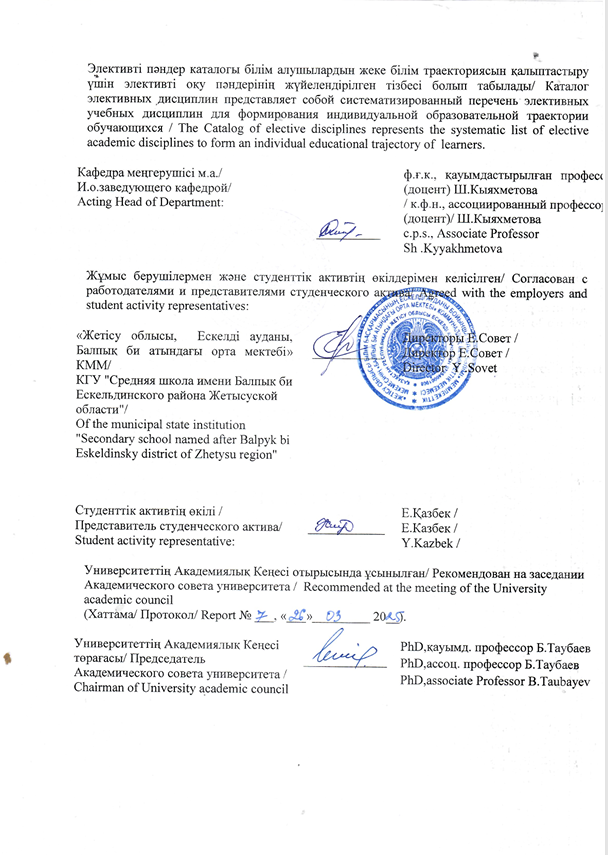 Элективті пәндер каталогы білім алушылардын жеке білім траекториясын қалыптастыру
үшін элективті оқу пәндерінің жүйелендірілген тізбесі болып табылады/ Каталог
элективных дисциплин представляет собой систематизированный перечень элективных
учебных дисциплин для формирования индивидуальной образовательной траектории
обучающихся / The Catalog of elective disciplines represents the systematic list of elective
academic disciplines to form an individual educational trajectory of learners.
Кафедра меңгерушісі м.а./
И.о.заведующего кафедрой/
Acting Head of Department:
ф.ғ.к., қауымдастырылған професс
(доцент) Ш.Кыяхметова
/ к.ф.н., ассоциированный профессор
(доцент)/ Ш.Кыяхметова
c.p.s., Associate Professor
Sh .Kyyakhmetova
Жұмыс берушілермен және студенттік активтің өкілдерімен келісілген/ Согласован с
работодателями и представителями студенческого актива/ Agreed with the employers and
student activity representatives:
«Жетісу облысы, Ескелді ауданы,
Балпық би атындағы орта мектебі»
КММ/
КГУ "Средняя школа имени Балпык би
Ескельдинского района Жетысуской
области"/
Of the municipal state institution
"Secondary school named after Balpyk bi
Eskeldinsky district of Zhetysu region"
Директоры Е.Совет /
Директор Е.Совет /
Director Y..Sovet
Студенттік активтің өкілі /
Представитель студенческого актива/
Student activity representative:
Е.Қазбек /
Е.Казбек /
Y.Kazbek /
Университеттің Академиялық Кеңесі отырысында ұсынылған/ Рекомендован на заседании
Академического совета университета / Recommended at the meeting of the University
academic council
(Хаттама/ Протокол/ Report № 7, «26» 03 2025).
Университеттің Академиялық Кеңесі
төрағасы/ Председатель
Академического совета университета /
Chairman of University academic council
PhD,қауымд. профессор Б.Таубаев
PhD,ассоц. профессор Б.Таубаев
PhD,associate Professor B.Taubayev